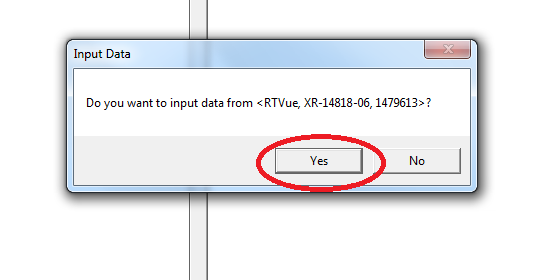 Input Data
Do you want to input data from <RTVue, XR-14818-06, 1479613>?
Yes
No